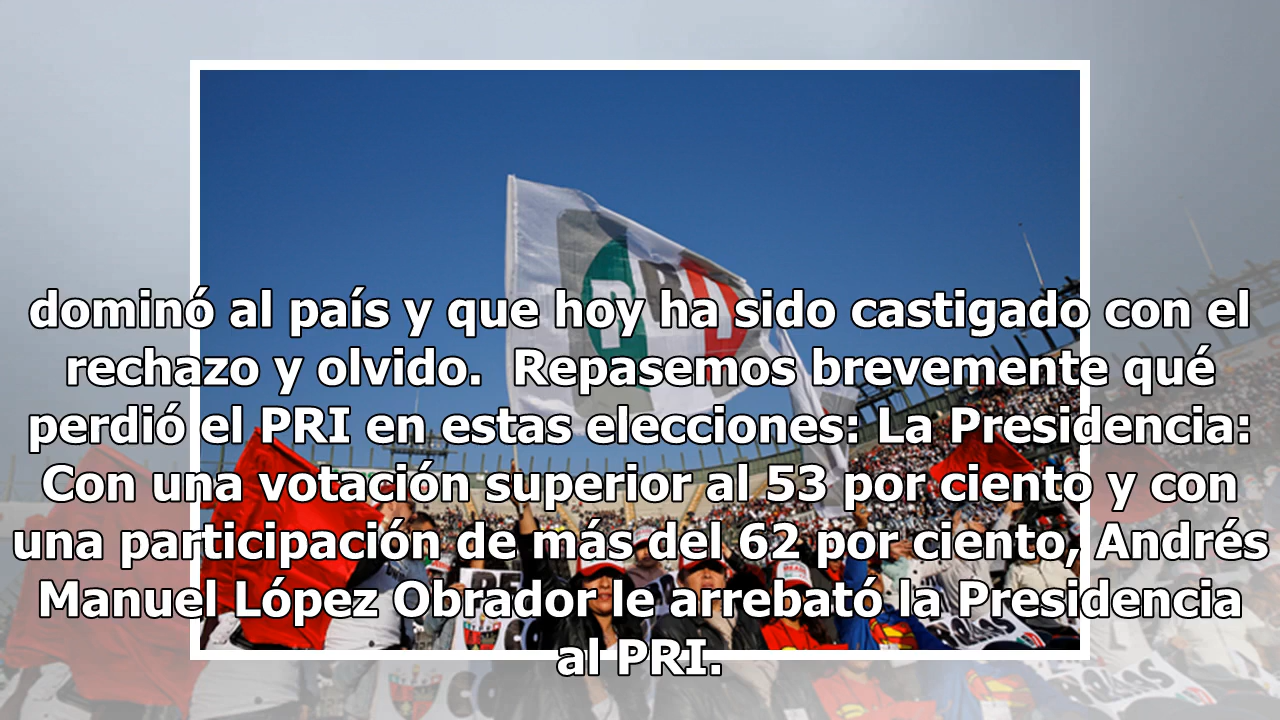 PRI
dominó al país y que hoy ha sido castigado con el
rechazo y olvido.  Repasemos brevemente qué
perdió el PRI en estas elecciones: La Presidencia:
Con una votación superior al 53 por ciento y con
una participación de más del 62 por ciento, Andrés
Manuel López Obrador le arrebató la Presidencia
al PRI.